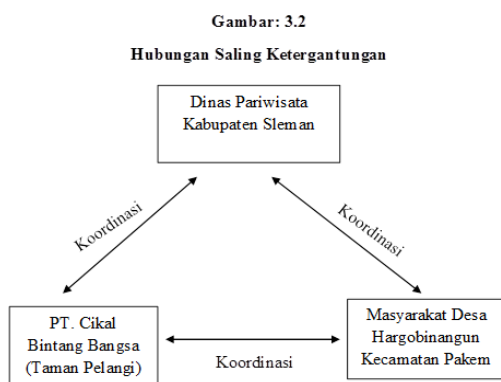 Gambar: 3.2
Hubungan Saling Ketergantungan
Dinas Pariwisata
Kabupaten Sleman
Koordinasi
Koordinasi
PT. Cikal
Bintang Bangsa
(Taman Pelangi)
Koordinasi
Masyarakat Desa
Hargobinangun
Kecamatan Pakem